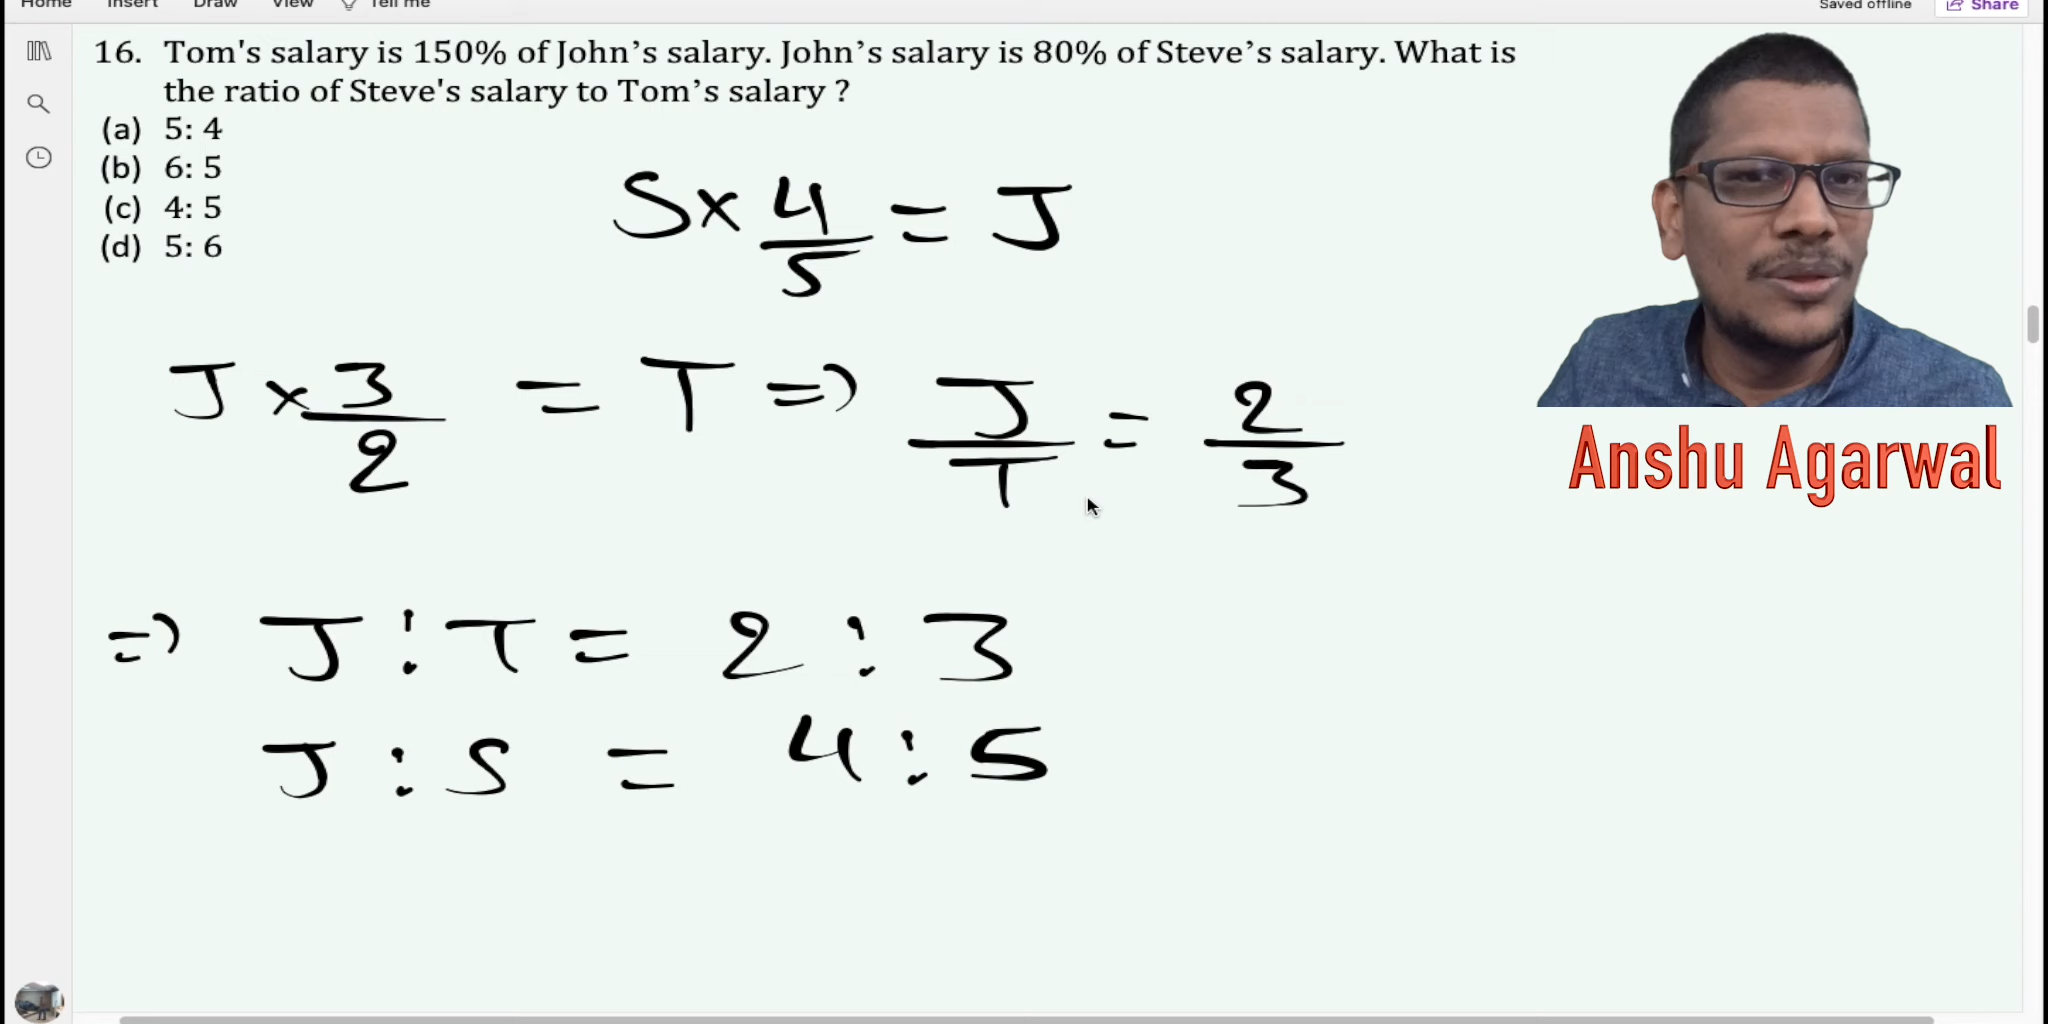 Home Insert Draw View Tell me Saved offline Share
16. Tom's salary is 150% of John’s salary. John’s salary is 80% of Steve’s salary. What is
the ratio of Steve's salary to Tom’s salary ?
(a) 5: 4
(b) 6: 5
(c) 4: 5
(d) 5: 6
S × 4/5 = J
J × 3/2 = T => J/T = 2/3
Anshu Agarwal
=> J : T = 2 : 3
J : S = 4 : 5